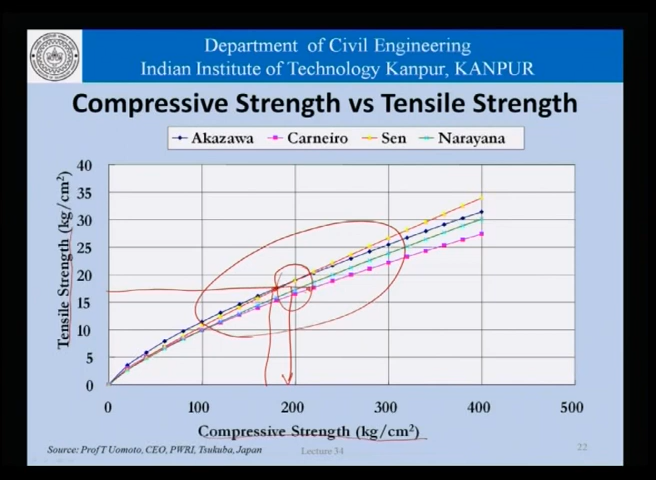 Department of Civil Engineering
Indian Institute of Technology Kanpur, KANPUR
Compressive Strength vs Tensile Strength
Akazawa Carneiro Sen Narayana
Tensile Strength (kg/cm²)
40
35
30
25
20
15
10
5
0
0 100 200 300 400 500
Compressive Strength (kg/cm²)
Source: Prof T Uomoto, CEO, PWRI, Tsukuba, Japan
Lecture 34
22